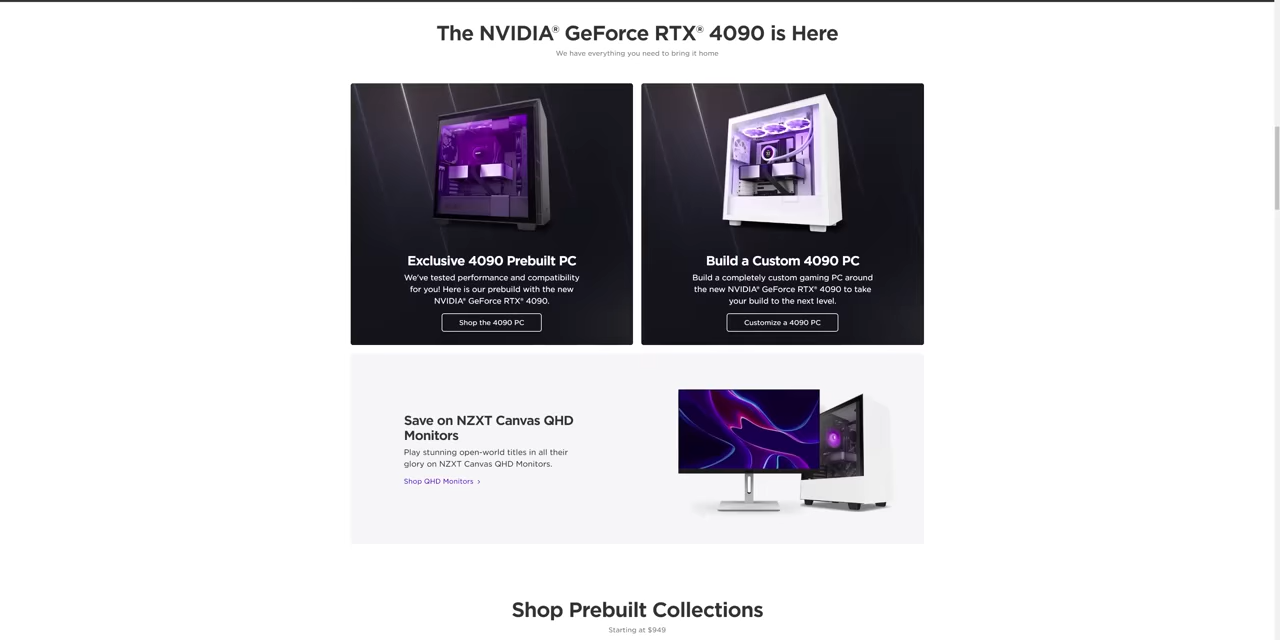 The NVIDIA® GeForce RTX® 4090 is Here
We have everything you need to bring it home
Exclusive 4090 Prebuilt PC
We've tested performance and compatibility
for you! Here is our prebuild with the new
NVIDIA® GeForce RTX® 4090.
Shop the 4090 PC
Build a Custom 4090 PC
Build a completely custom gaming PC around
the new NVIDIA® GeForce RTX® 4090 to take
your build to the next level.
Customize a 4090 PC
Save on NZXT Canvas QHD
Monitors
Play stunning open-world titles in all their
glory on NZXT Canvas QHD Monitors.
Shop QHD Monitors ›
Shop Prebuilt Collections
Starting at $949